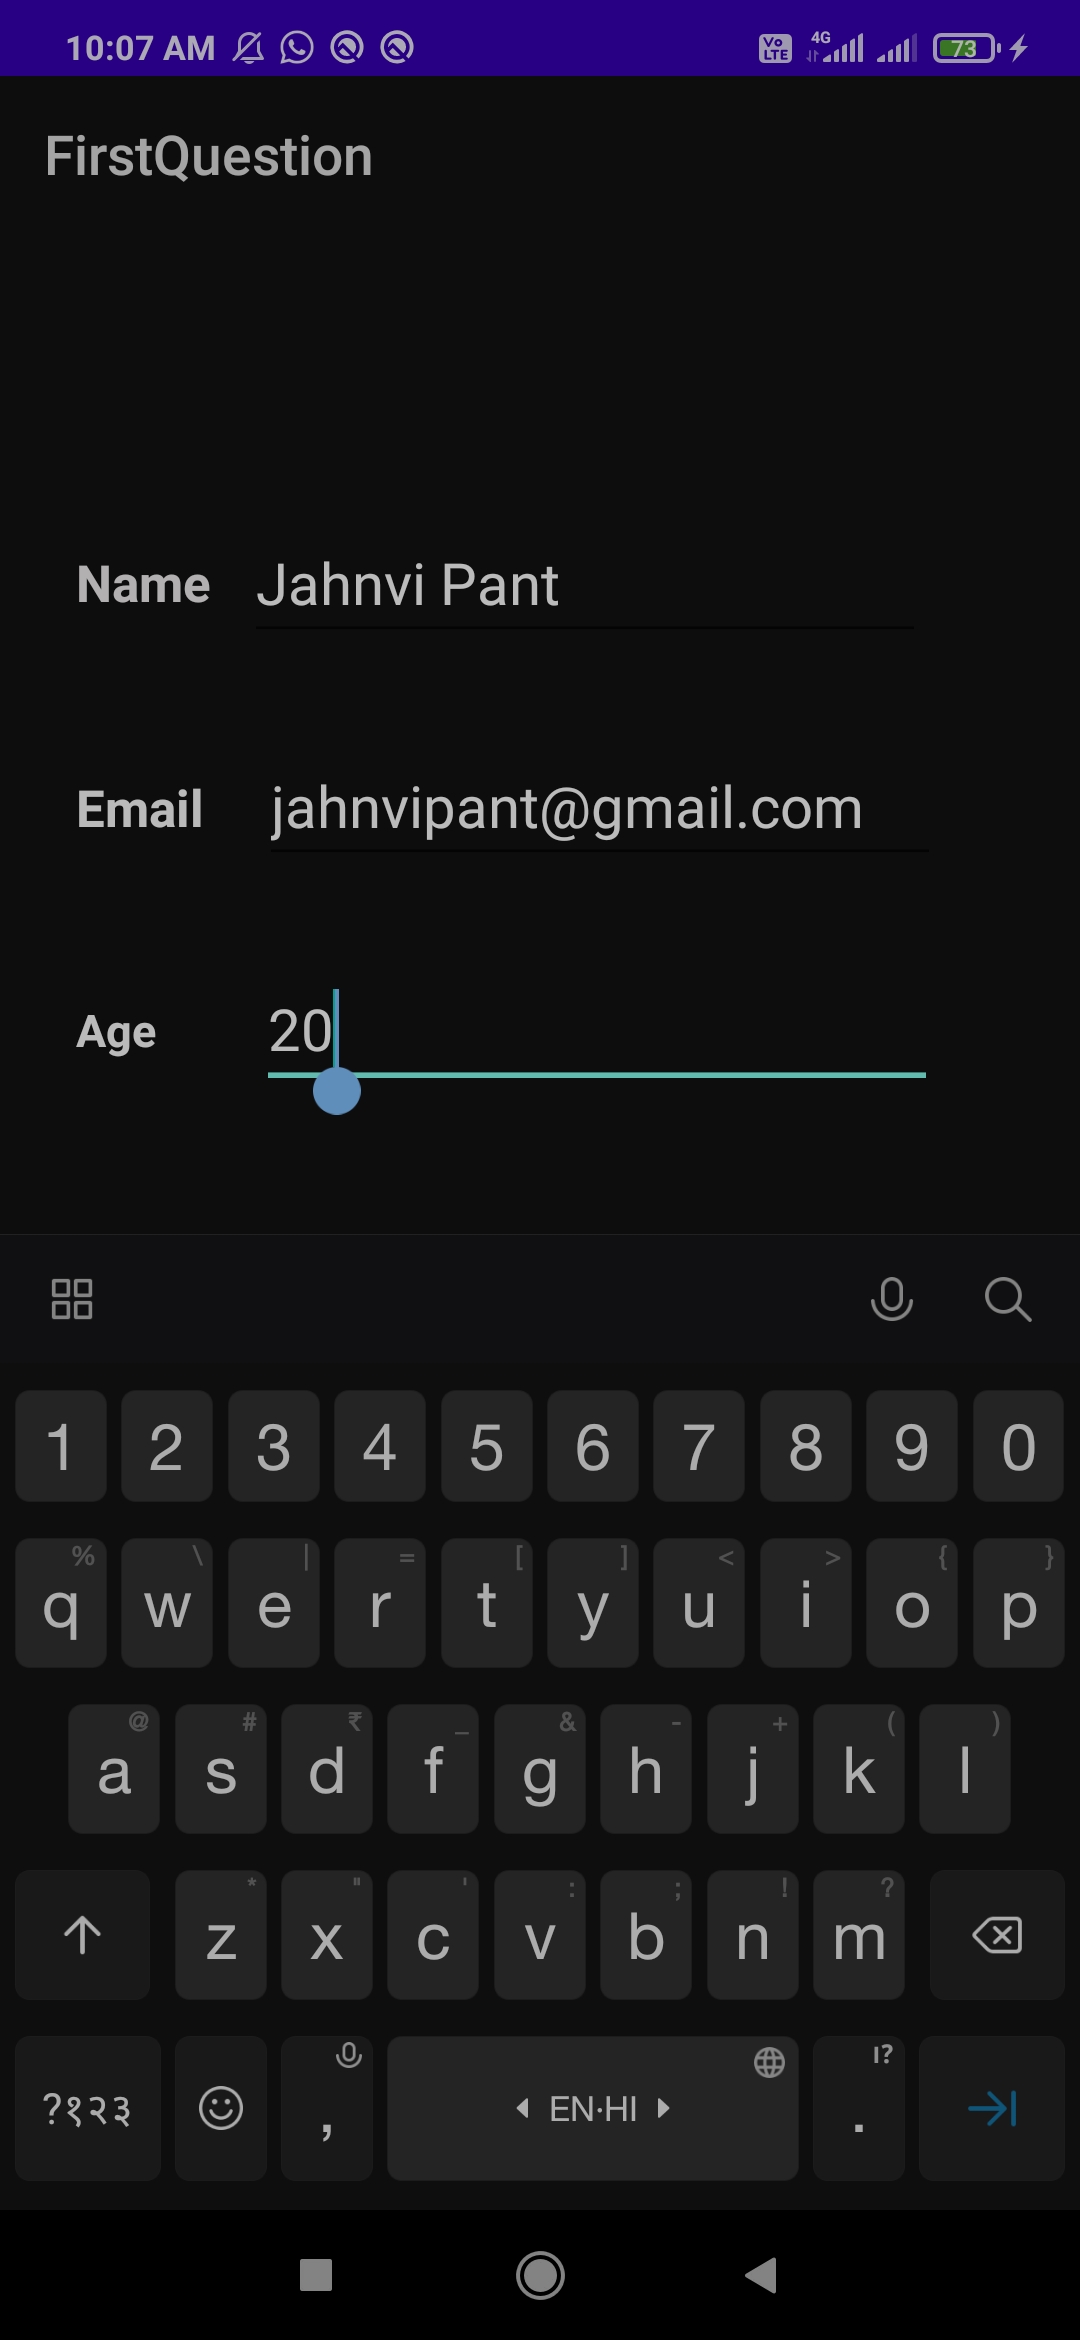 10:07 AM VoLTE 4G 73
FirstQuestion
Name Jahnvi Pant
Email jahnvipant@gmail.com
Age 20
1 2 3 4 5 6 7 8 9 0
% \ | = [ ] < > { }
q w e r t y u i o p
@ # ₹ _ & - + ( )
a s d f g h j k l
* " ' : ; ! ?
z x c v b n m
।?
?१२३ , EN·HI .